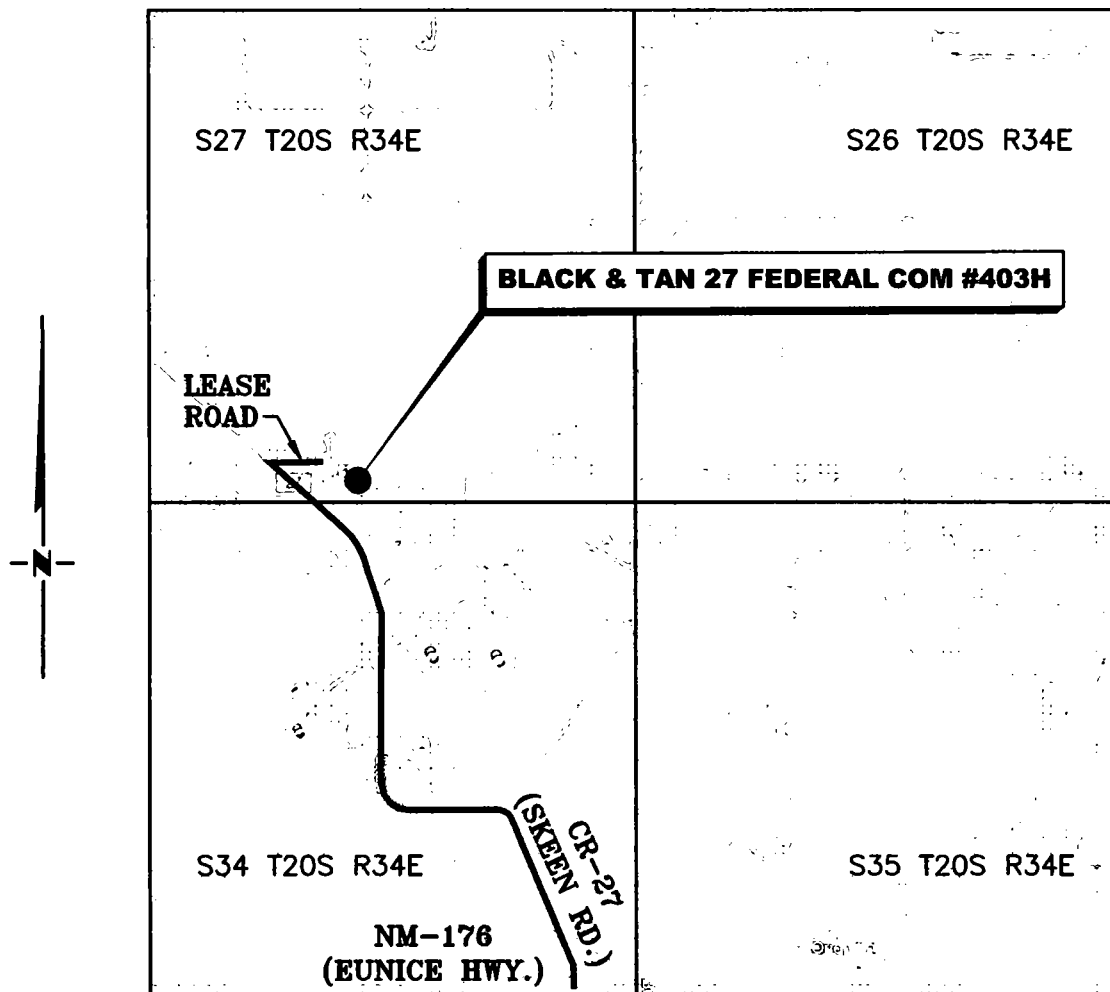 S27 T20S R34E
S26 T20S R34E
BLACK & TAN 27 FEDERAL COM #403H
LEASE
ROAD
27
N
CR-27
(SKEEN RD.)
S34 T20S R34E
S35 T20S R34E
NM-176
(EUNICE HWY.)